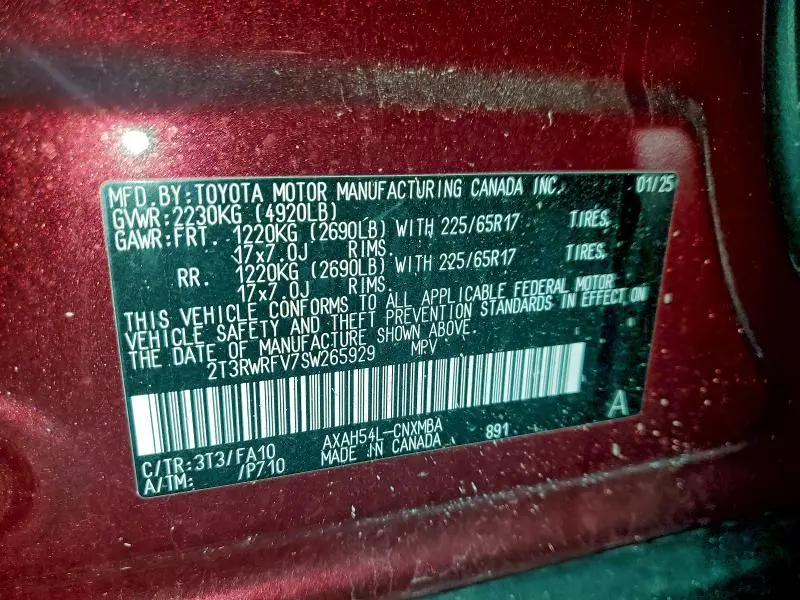 MFD.BY:TOYOTA MOTOR MANUFACTURING CANADA INC. 01/25
GVWR:2230KG (4920LB)
GAWR:FRT. 1220KG (2690LB) WITH 225/65R17 TIRES,
17x7.0J RIMS.
RR. 1220KG (2690LB) WITH 225/65R17 TIRES,
17x7.0J RIMS.
THIS VEHICLE CONFORMS TO ALL APPLICABLE FEDERAL MOTOR
VEHICLE SAFETY AND THEFT PREVENTION STANDARDS IN EFFECT ON
THE DATE OF MANUFACTURE SHOWN ABOVE.
2T3RWRFV7SW265929 MPV
A
C/TR:3T3/FA10 AXAH54L-CNXMBA 891
A/TM: /P710 MADE IN CANADA